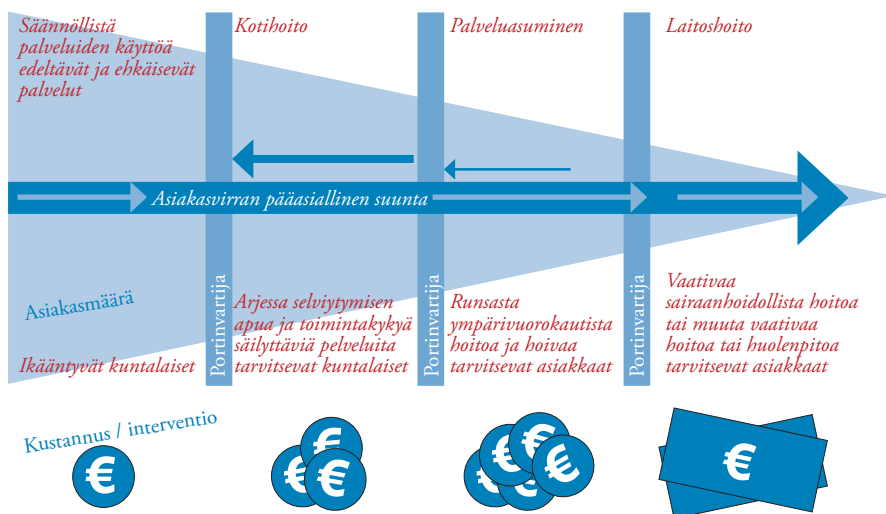 Säännöllistä
palveluiden käyttöä
edeltävät ja ehkäisevät
palvelut
Kotihoito
Palveluasuminen
Laitoshoito
Asiakasvirran pääasiallinen suunta
Portinvartija
Portinvartija
Portinvartija
Asiakasmäärä
Ikääntyvät kuntalaiset
Arjessa selviytymisen
apua ja toimintakykyä
säilyttäviä pelveluita
tarvitsevat kuntalaiset
Runsasta
ympärivuorokautista
hoitoa ja hoivaa
tarvitsevat asiakkaat
Vaativaa
sairaanhoidollista hoitoa
tai muuta vaativaa
hoitoa tai huolenpitoa
tarvitsevat asiakkaat
Kustannus / interventio
€
€
€
€
€
€
€
€
€
€